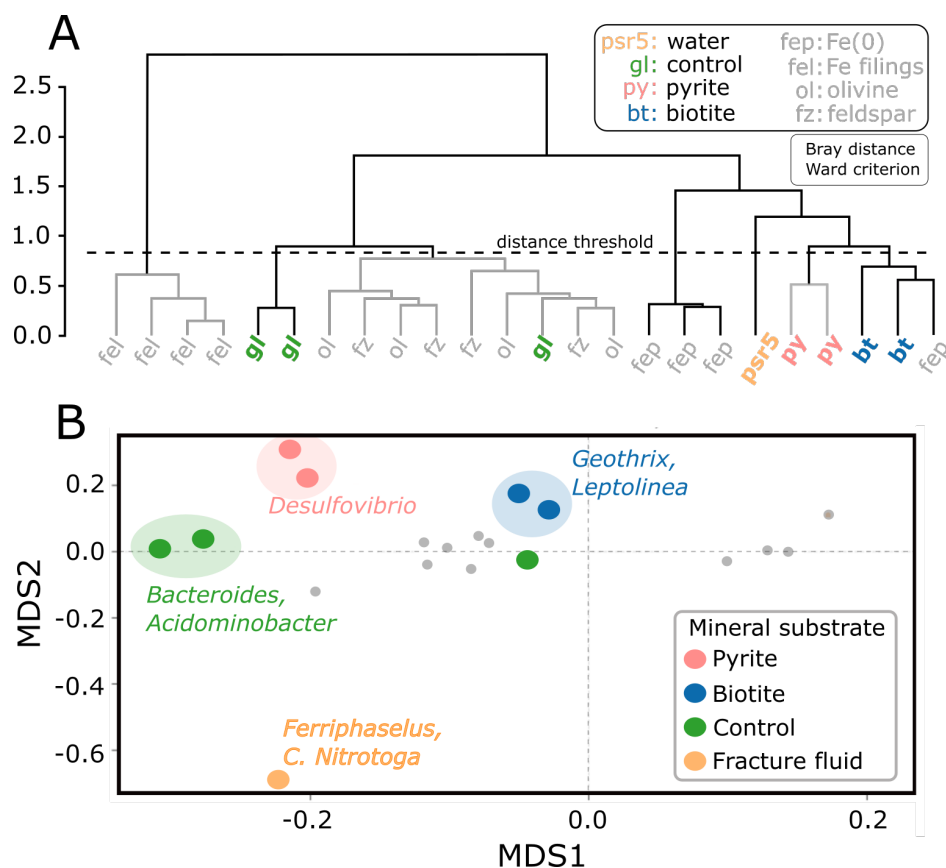 A
psr5: water
gl: control
py: pyrite
bt: biotite
fep: Fe(0)
fel: Fe filings
ol: olivine
fz: feldspar
Bray distance
Ward criterion
2.5
2.0
1.5
1.0
0.5
0.0
distance threshold
fel fel fel fel gl gl ol fz ol fz fz ol gl fz ol fep fep fep psr5 py py bt bt fep
B
0.2
0.0
-0.2
-0.4
-0.6
MDS2
Desulfovibrio
Geothrix,
Leptolinea
Bacteroides,
Acidominobacter
Ferriphaselus,
C. Nitrotoga
Mineral substrate
Pyrite
Biotite
Control
Fracture fluid
-0.2 0.0 0.2
MDS1